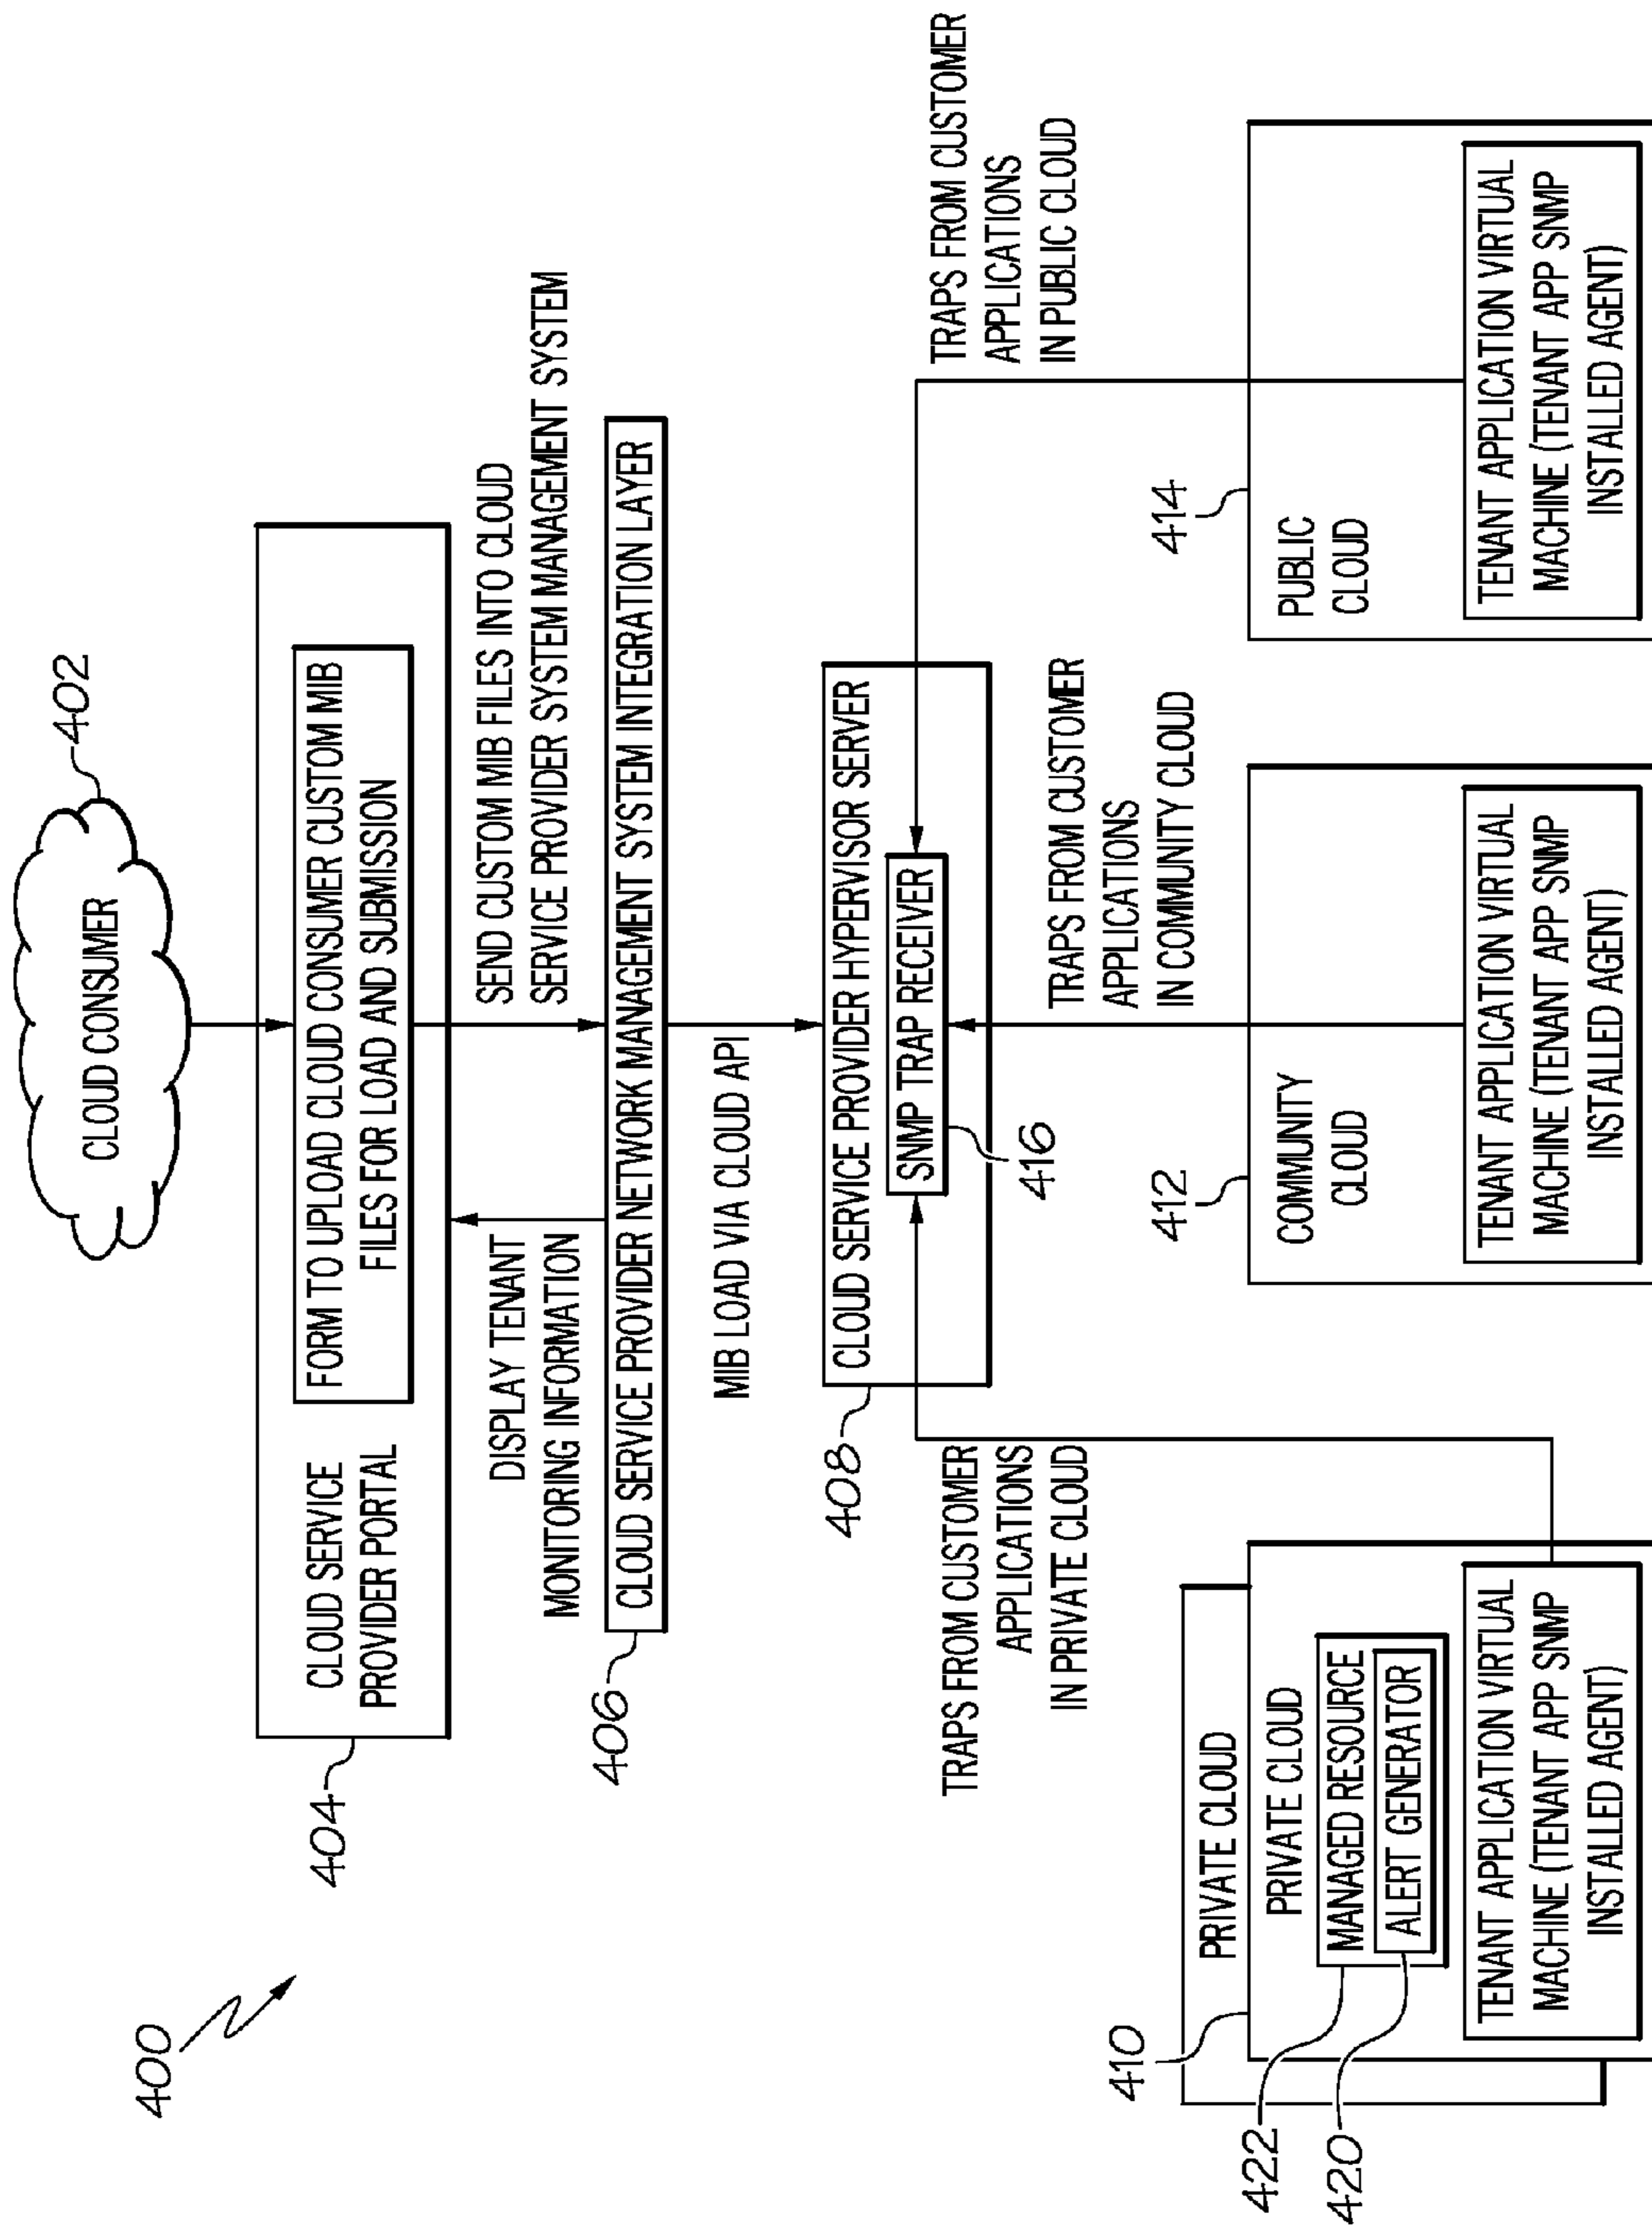 400
CLOUD CONSUMER
402
CLOUD SERVICE
PROVIDER PORTAL
404
FORM TO UPLOAD CLOUD CONSUMER CUSTOM MIB
FILES FOR LOAD AND SUBMISSION
DISPLAY TENANT
MONITORING INFORMATION
SEND CUSTOM MIB FILES INTO CLOUD
SERVICE PROVIDER SYSTEM MANAGEMENT SYSTEM
406
CLOUD SERVICE PROVIDER NETWORK MANAGEMENT SYSTEM INTEGRATION LAYER
MIB LOAD VIA CLOUD API
408
CLOUD SERVICE PROVIDER HYPERVISOR SERVER
SNMP TRAP RECEIVER
416
TRAPS FROM CUSTOMER
APPLICATIONS
IN PRIVATE CLOUD
TRAPS FROM CUSTOMER
APPLICATIONS
IN COMMUNITY CLOUD
TRAPS FROM CUSTOMER
APPLICATIONS
IN PUBLIC CLOUD
410
PRIVATE CLOUD
PRIVATE CLOUD
422
MANAGED RESOURCE
420
ALERT GENERATOR
TENANT APPLICATION VIRTUAL
MACHINE (TENANT APP SNMP
INSTALLED AGENT)
412
COMMUNITY
CLOUD
TENANT APPLICATION VIRTUAL
MACHINE (TENANT APP SNMP
INSTALLED AGENT)
414
PUBLIC
CLOUD
TENANT APPLICATION VIRTUAL
MACHINE (TENANT APP SNMP
INSTALLED AGENT)